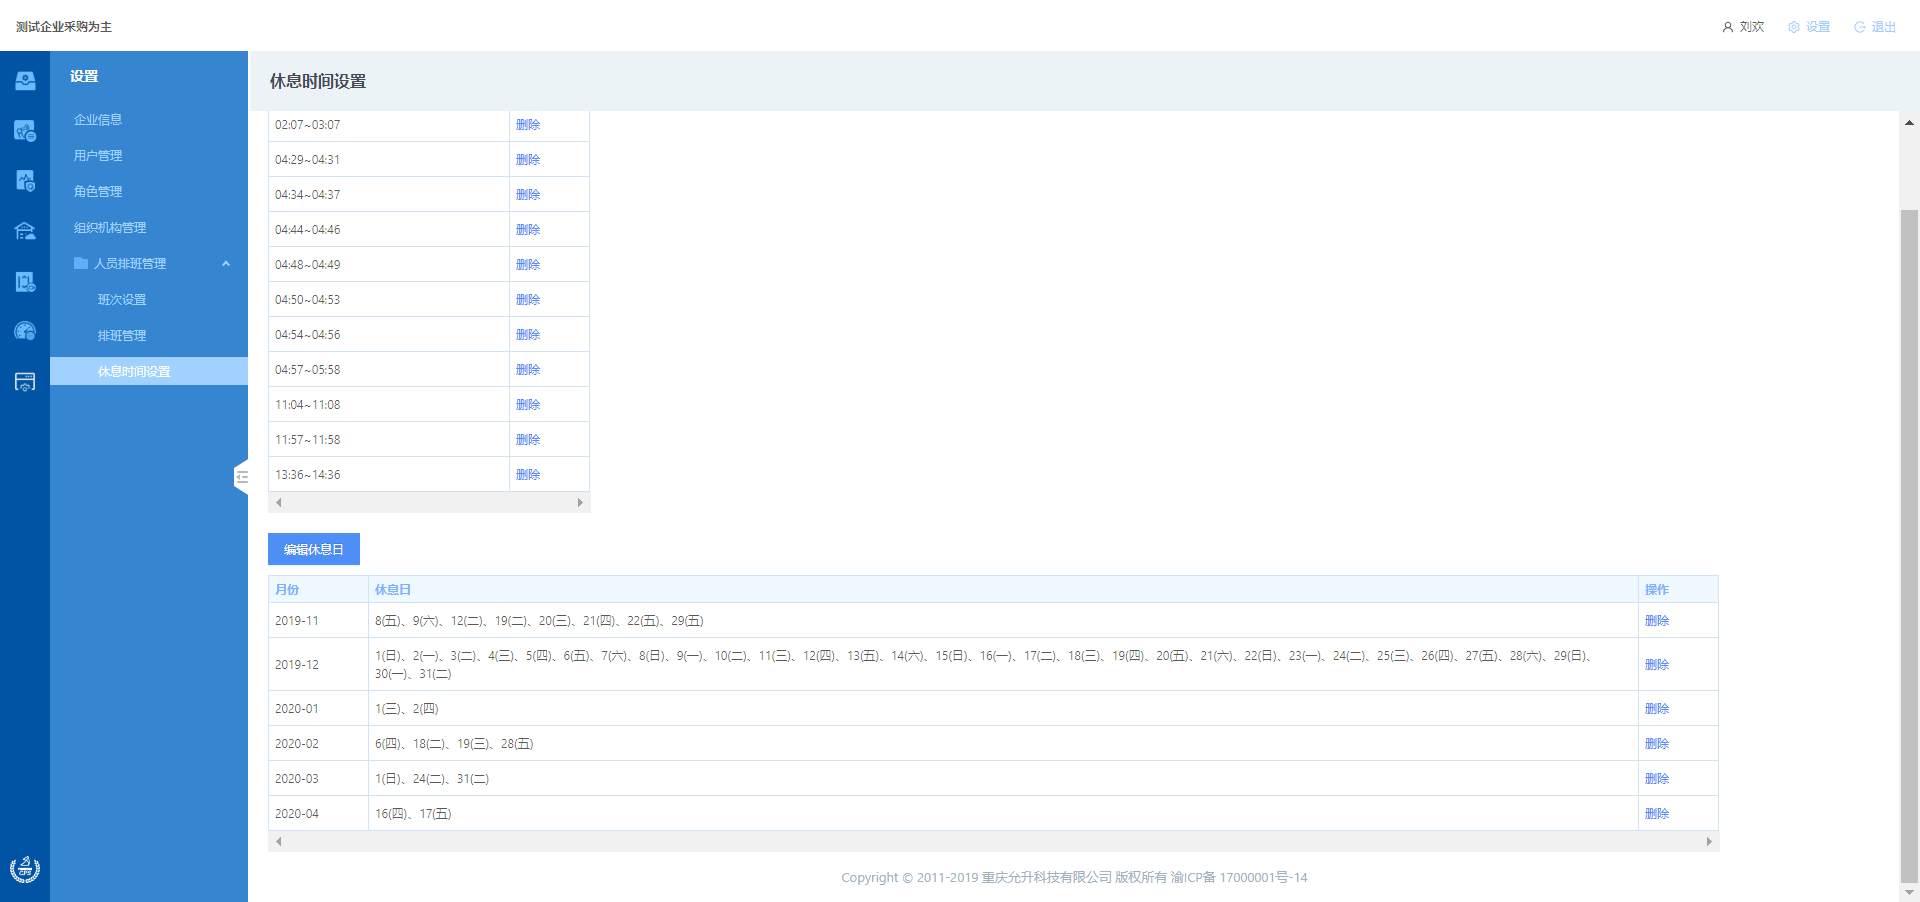 测试企业采购为主
刘欢 设置 退出
设置
企业信息
用户管理
角色管理
组织机构管理
人员排班管理
班次设置
排班管理
休息时间设置
休息时间设置
02:07~03:07 删除
04:29~04:31 删除
04:34~04:37 删除
04:44~04:46 删除
04:48~04:49 删除
04:50~04:53 删除
04:54~04:56 删除
04:57~05:58 删除
11:04~11:08 删除
11:57~11:58 删除
13:36~14:36 删除
编辑休息日
月份 休息日 操作
2019-11 8(五)、9(六)、12(二)、19(二)、20(三)、21(四)、22(五)、29(五) 删除
2019-12 1(日)、2(一)、3(二)、4(三)、5(四)、6(五)、7(六)、8(日)、9(一)、10(二)、11(三)、12(四)、13(五)、14(六)、15(日)、16(一)、17(二)、18(三)、19(四)、20(五)、21(六)、22(日)、23(一)、24(二)、25(三)、26(四)、27(五)、28(六)、29(日)、
30(一)、31(二) 删除
2020-01 1(三)、2(四) 删除
2020-02 6(四)、18(二)、19(三)、28(五) 删除
2020-03 1(日)、24(二)、31(二) 删除
2020-04 16(四)、17(五) 删除
Copyright © 2011-2019 重庆允升科技有限公司 版权所有 渝ICP备 17000001号-14